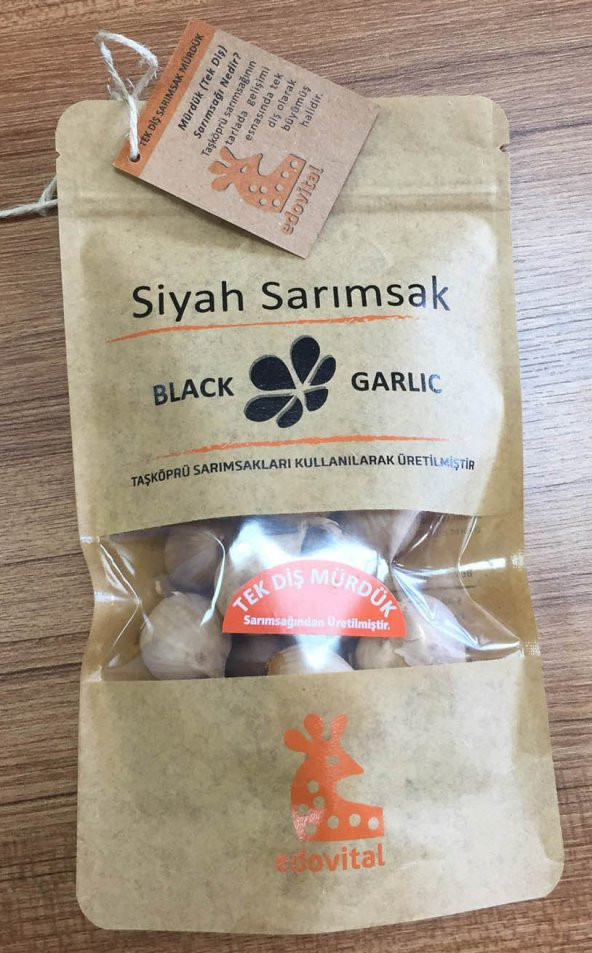 TEK DİŞ SARIMSAK MÜRDÜK
Mürdük (Tek Diş)
Sarımsağı Nedir?
Taşköprü sarımsağının
tarlada gelişimi
esnasında tek
diş olarak
büyümüş
halidir.
edovital
Siyah Sarımsak
BLACK GARLIC
TAŞKÖPRÜ SARIMSAKLARI KULLANILARAK ÜRETİLMİŞTİR
TEK DİŞ MÜRDÜK
Sarımsağından Üretilmiştir.
edovital